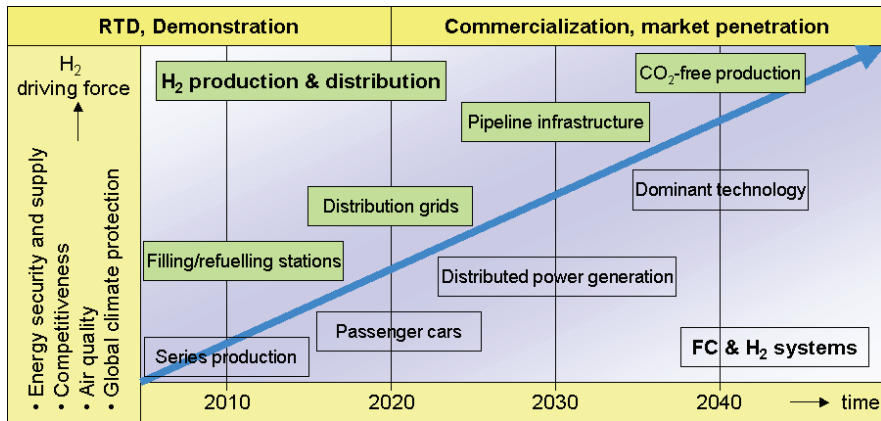 RTD, Demonstration
Commercialization, market penetration
H₂
driving force
• Energy security and supply
• Competitiveness
• Air quality
• Global climate protection
H₂ production & distribution
CO₂-free production
Pipeline infrastructure
Dominant technology
Distribution grids
Filling/refuelling stations
Distributed power generation
Passenger cars
Series production
FC & H₂ systems
2010
2020
2030
2040
time